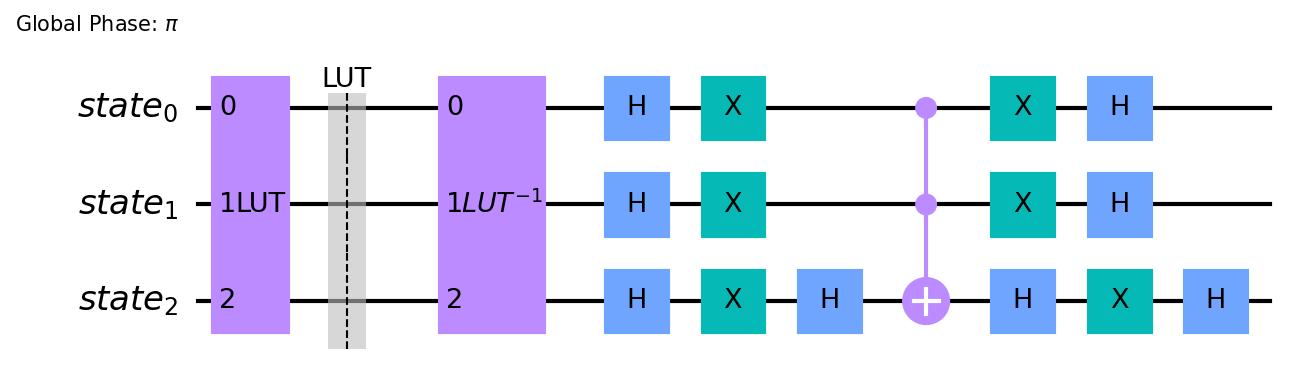 Global Phase: π
LUT
state₀ 0 0 H X X H
state₁ 1LUT 1LUT⁻¹ H X X H
state₂ 2 2 H X H H X H